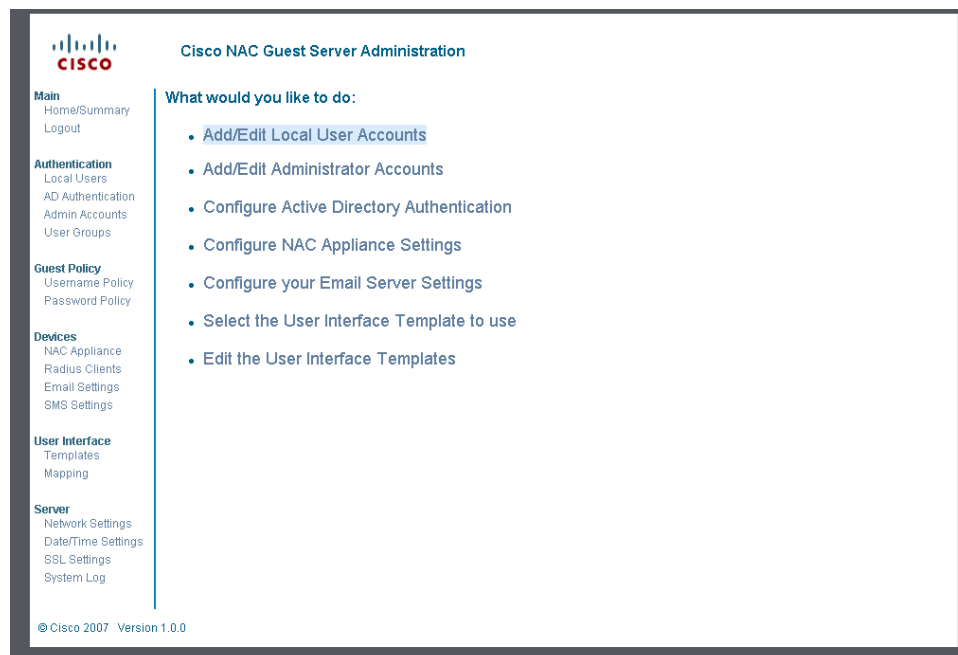 CISCO
Cisco NAC Guest Server Administration
Main
Home/Summary
Logout
Authentication
Local Users
AD Authentication
Admin Accounts
User Groups
Guest Policy
Username Policy
Password Policy
Devices
NAC Appliance
Radius Clients
Email Settings
SMS Settings
User Interface
Templates
Mapping
Server
Network Settings
Date/Time Settings
SSL Settings
System Log
What would you like to do:
• Add/Edit Local User Accounts
• Add/Edit Administrator Accounts
• Configure Active Directory Authentication
• Configure NAC Appliance Settings
• Configure your Email Server Settings
• Select the User Interface Template to use
• Edit the User Interface Templates
© Cisco 2007 Version 1.0.0